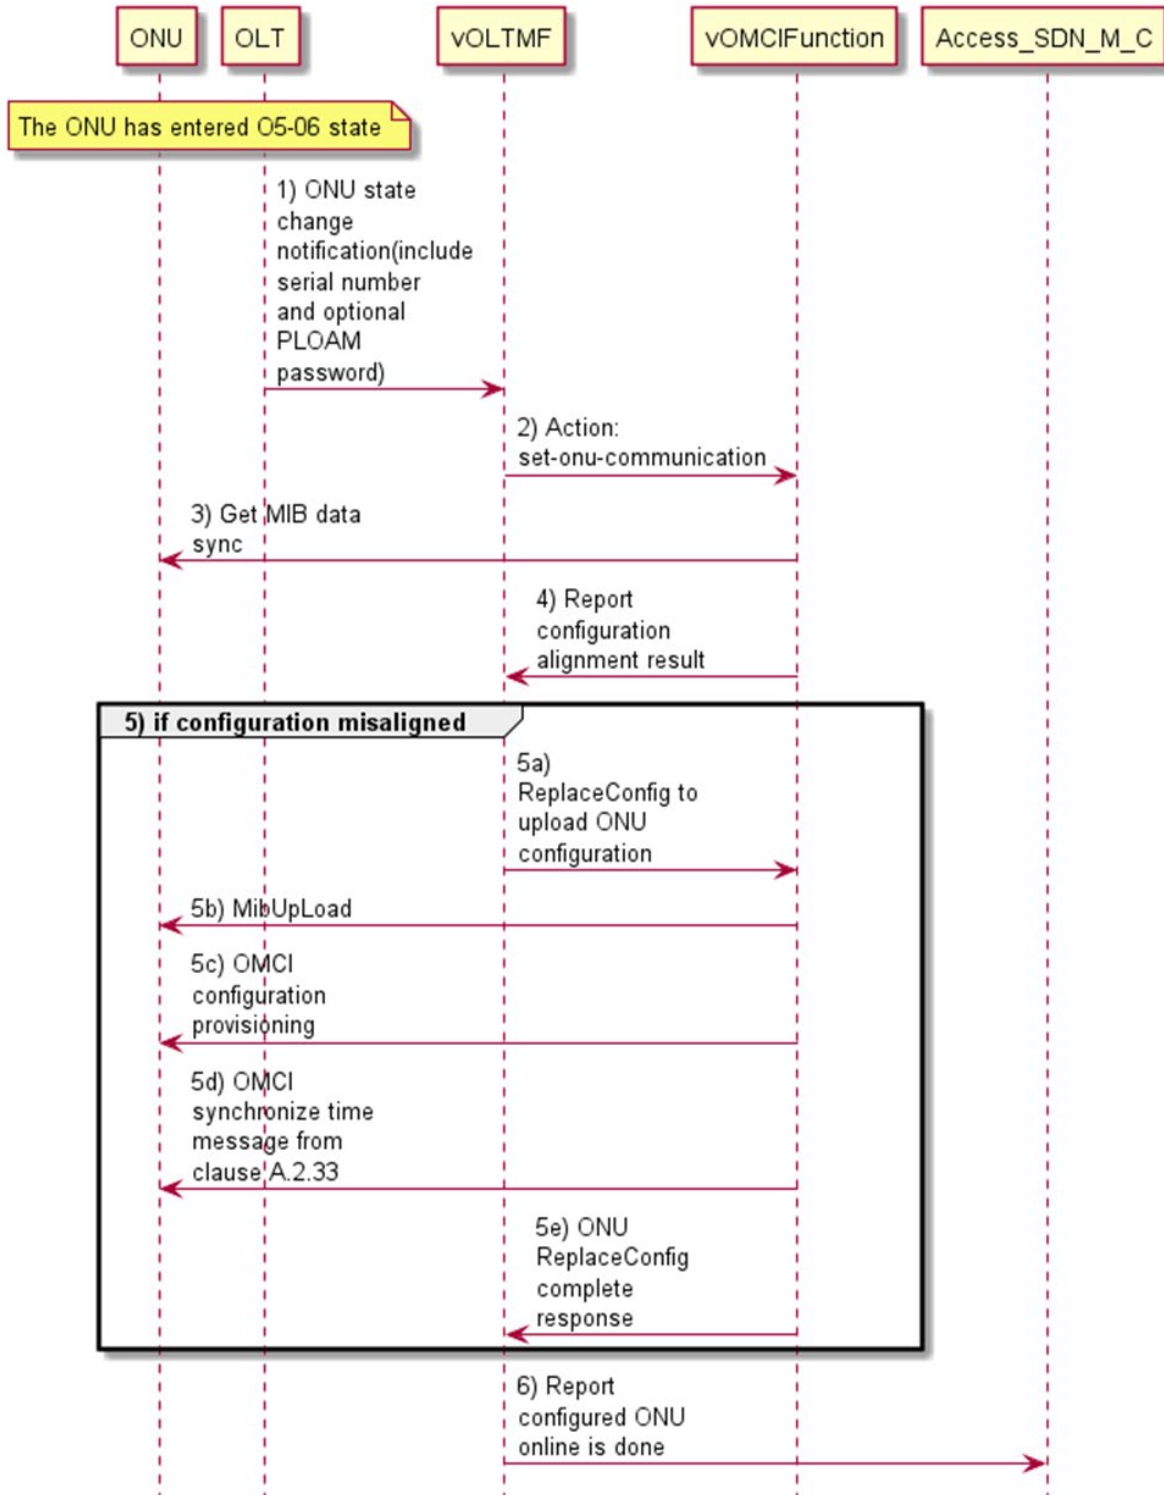 ONU
OLT
vOLTMF
vOMCIFunction
Access_SDN_M_C
The ONU has entered O5-06 state
1) ONU state
change
notification(include
serial number
and optional
PLOAM
password)
2) Action:
set-onu-communication
3) Get MIB data
sync
4) Report
configuration
alignment result
5) if configuration misaligned
5a)
ReplaceConfig to
upload ONU
configuration
5b) MibUpLoad
5c) OMCI
configuration
provisioning
5d) OMCI
synchronize time
message from
clause A.2.33
5e) ONU
ReplaceConfig
complete
response
6) Report
configured ONU
online is done